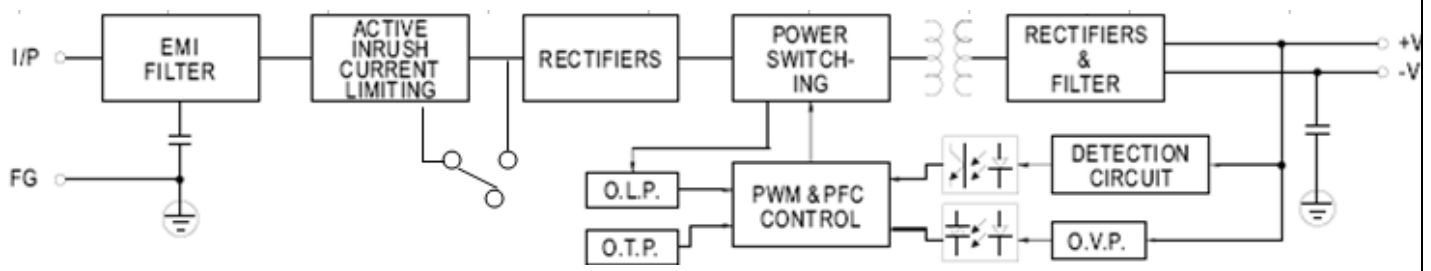 I/P
EMI
FILTER
ACTIVE
INRUSH
CURRENT
LIMITING
RECTIFIERS
POWER
SWITCH-
ING
RECTIFIERS
&
FILTER
+V
-V
FG
O.L.P.
O.T.P.
PWM & PFC
CONTROL
DETECTION
CIRCUIT
O.V.P.